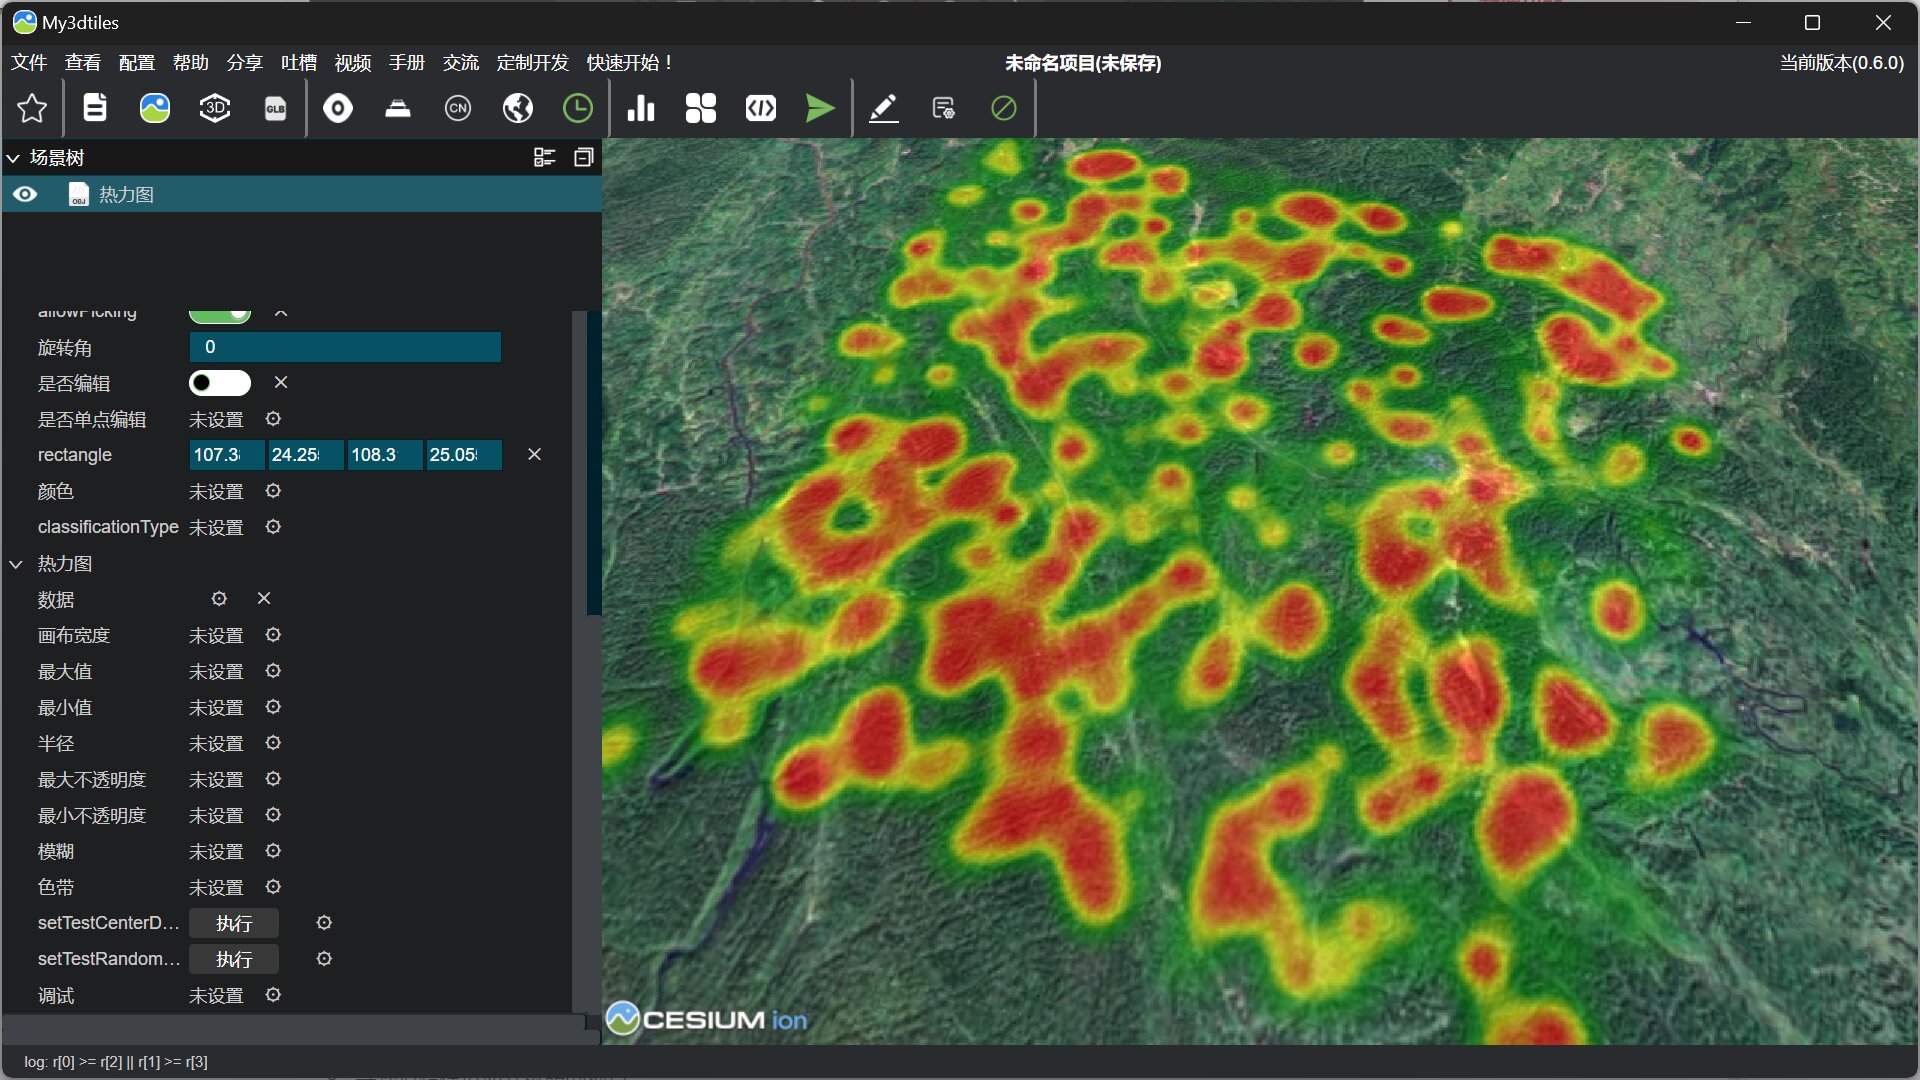 My3dtiles
文件 查看 配置 帮助 分享 吐槽 视频 手册 交流 定制开发 快速开始！ 未命名项目(未保存) 当前版本(0.6.0)
3D GLB CN
场景树
OBJ 热力图
allowPicking
旋转角 0
是否编辑
是否单点编辑 未设置
rectangle 107.3 24.25 108.3 25.05
颜色 未设置
classificationType 未设置
热力图
数据
画布宽度 未设置
最大值 未设置
最小值 未设置
半径 未设置
最大不透明度 未设置
最小不透明度 未设置
模糊 未设置
色带 未设置
setTestCenterD... 执行
setTestRandom... 执行
调试 未设置
CESIUM ion
log: r[0] >= r[2] || r[1] >= r[3]